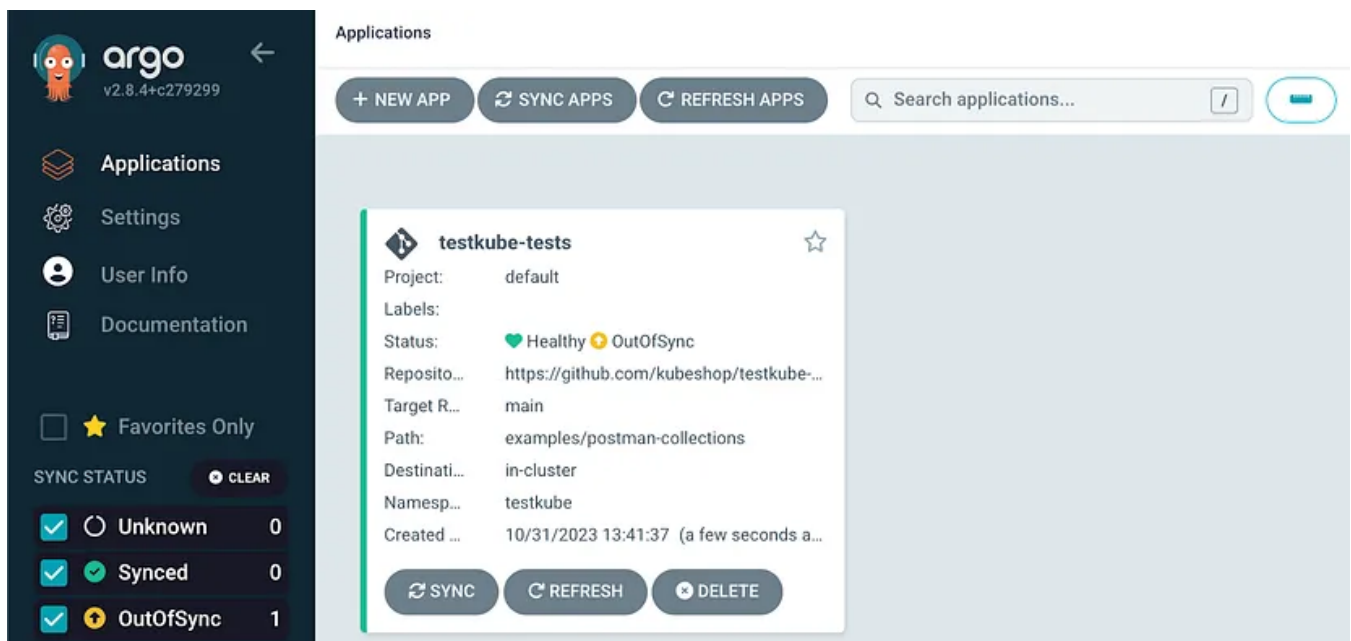 argo
v2.8.4+c279299
Applications
Settings
User Info
Documentation
Favorites Only
SYNC STATUS
CLEAR
Unknown 0
Synced 0
OutOfSync 1
Applications
+ NEW APP
SYNC APPS
REFRESH APPS
Search applications...
/
testkube-tests
Project: default
Labels:
Status: Healthy OutOfSync
Reposito... https://github.com/kubeshop/testkube-...
Target R... main
Path: examples/postman-collections
Destinati... in-cluster
Namesp... testkube
Created ... 10/31/2023 13:41:37 (a few seconds a...
SYNC
REFRESH
DELETE